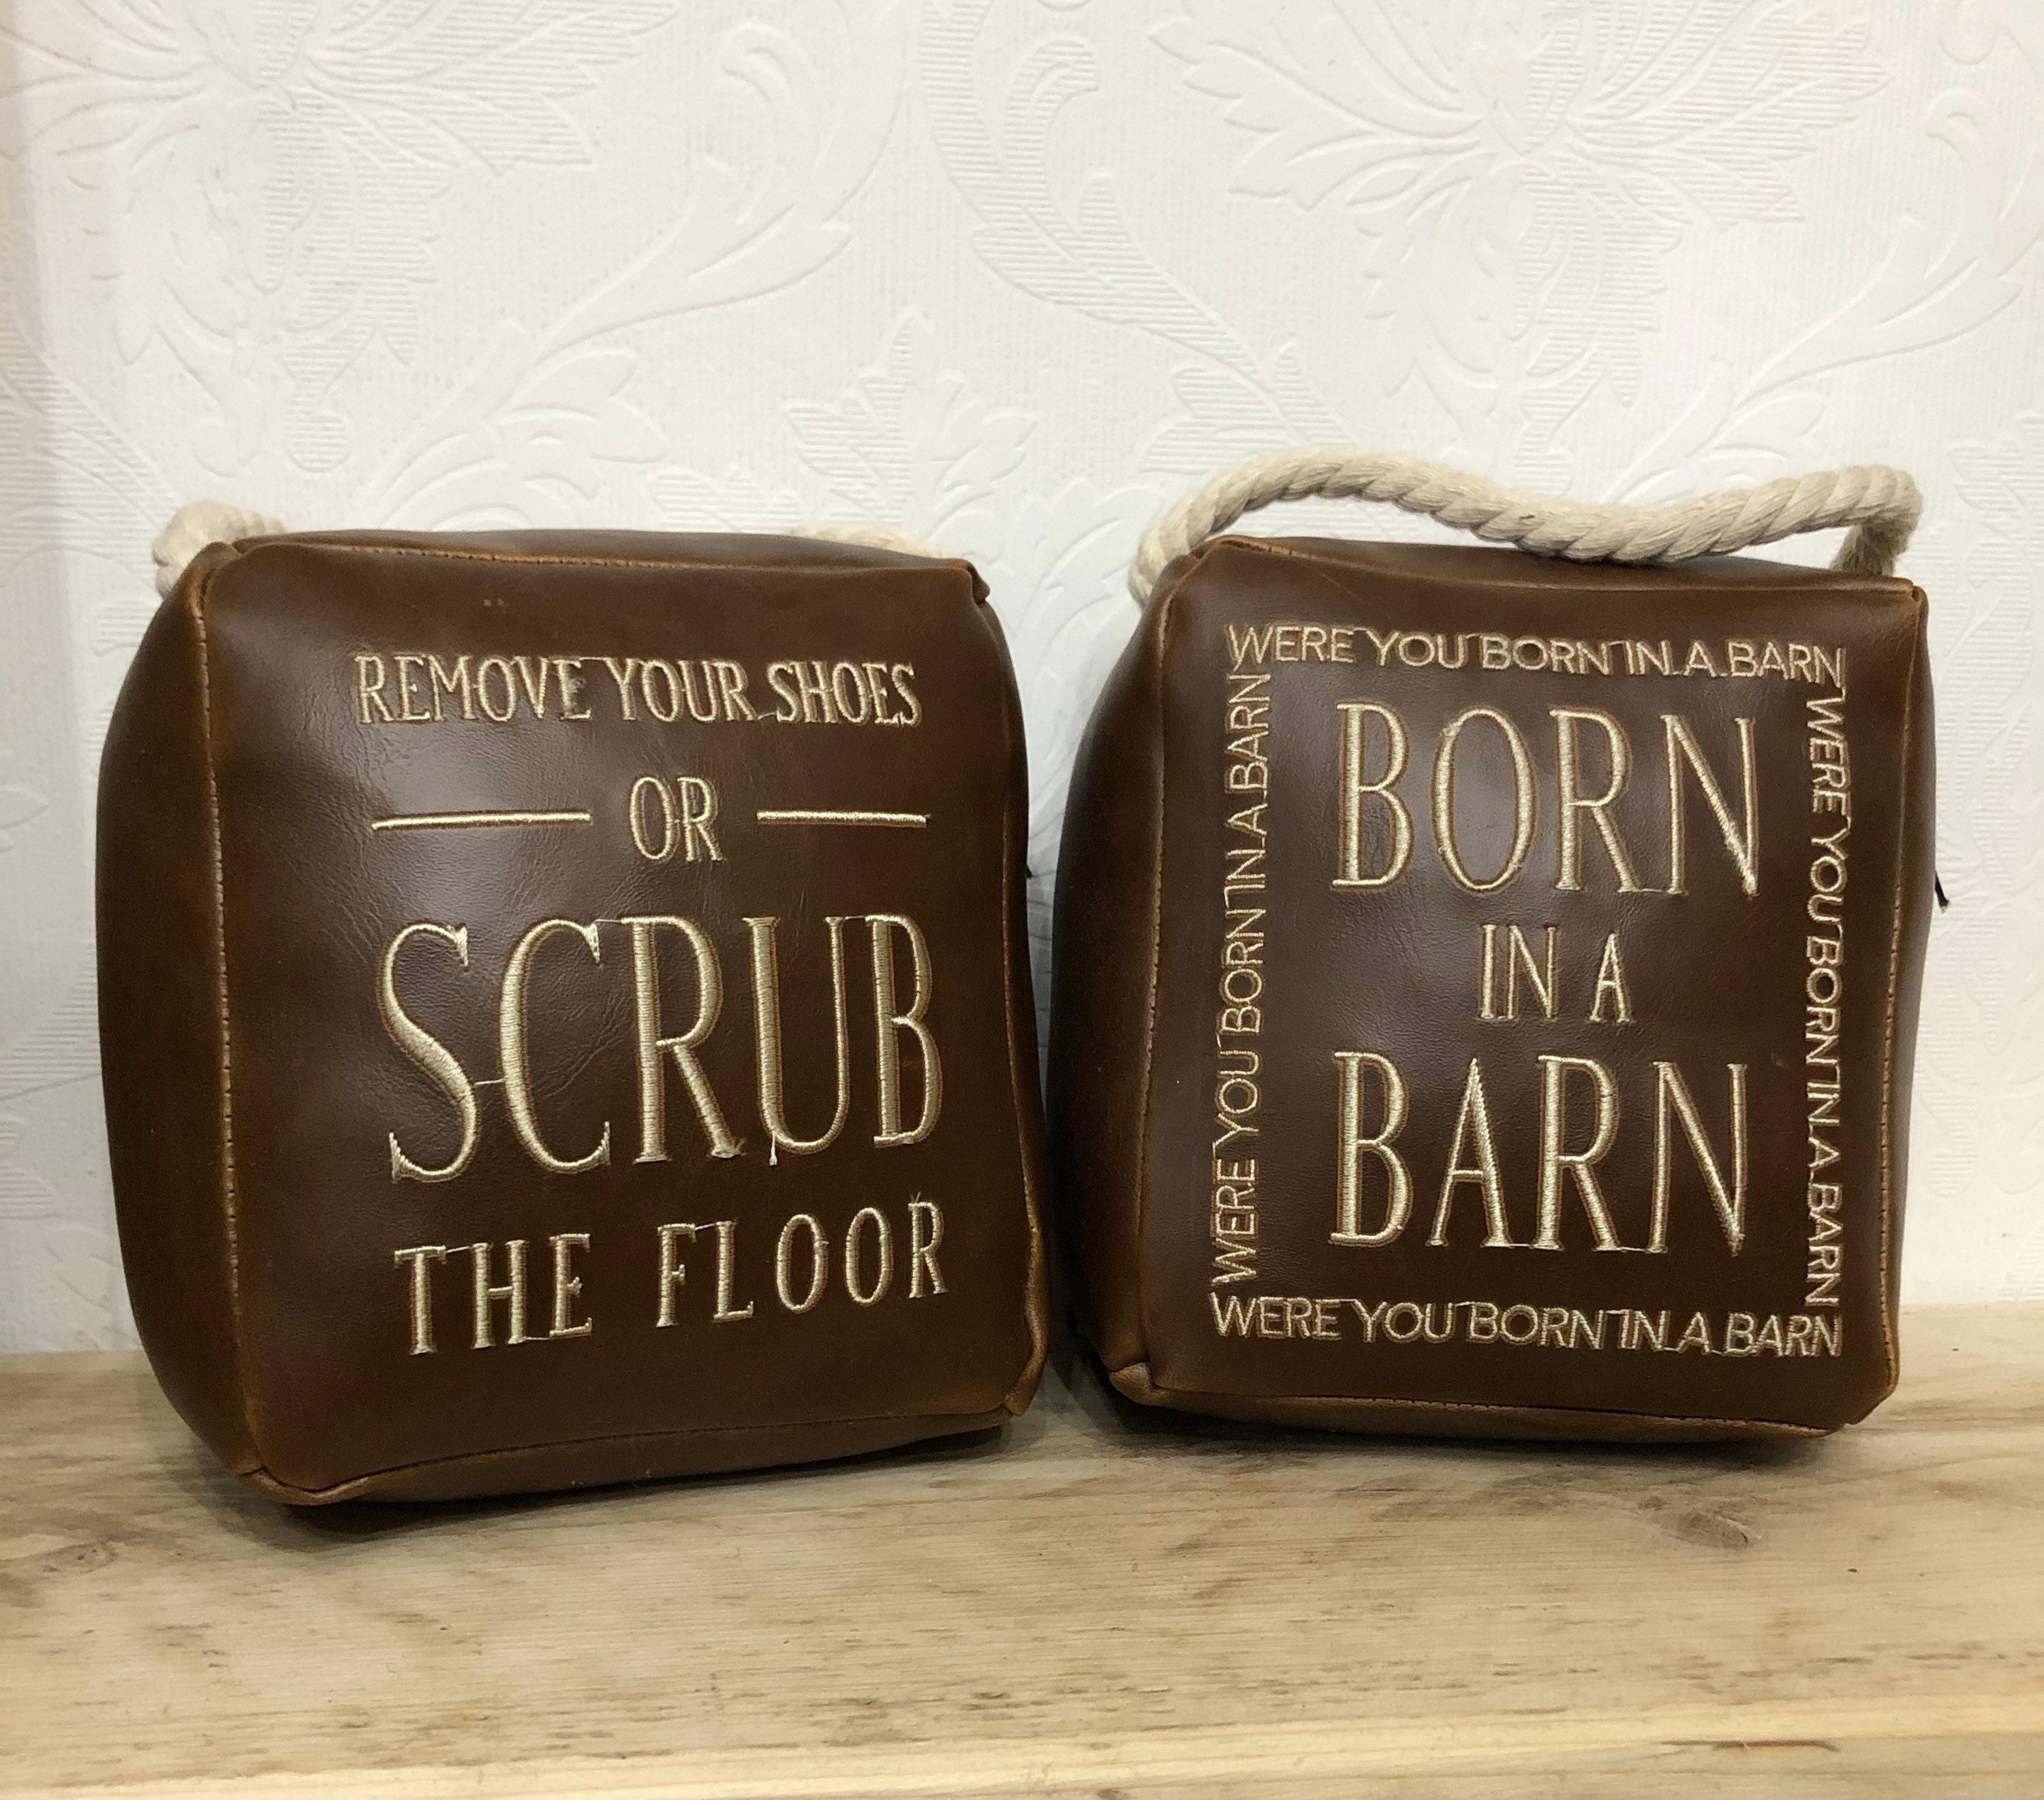 REMOVE YOUR SHOES
OR
SCRUB
THE FLOOR
WERE YOU BORN IN A BARN
WERE YOU BORN IN A BARN
BORN
IN A
BARN
WERE YOU BORN IN A BARN
WERE YOU BORN IN A BARN